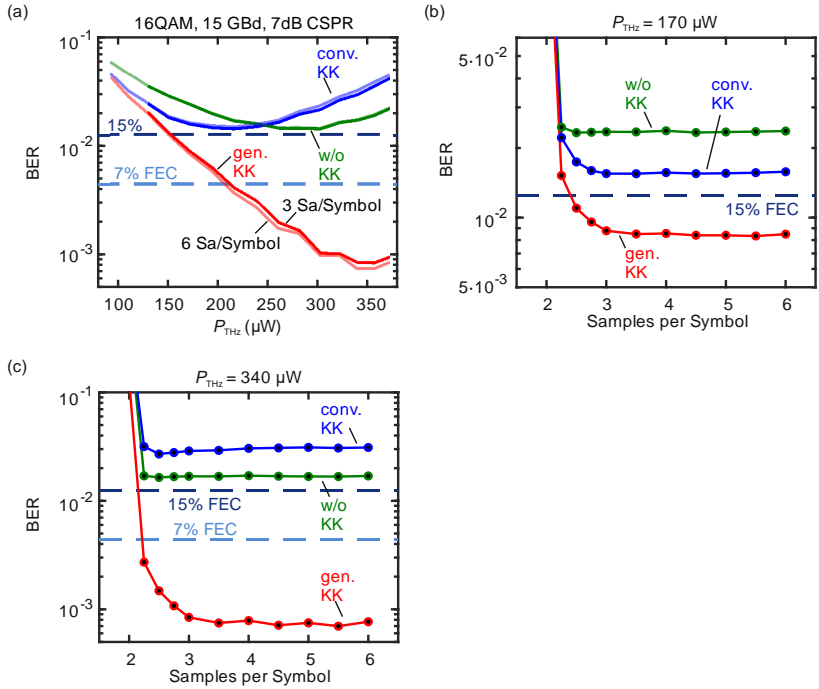 (a)
16QAM, 15 GBd, 7dB CSPR
10⁻¹
10⁻²
10⁻³
BER
conv.
KK
15%
7% FEC
gen.
KK
w/o
KK
3 Sa/Symbol
6 Sa/Symbol
100 150 200 250 300 350
P_THz (µW)
(b)
P_THz = 170 µW
5·10⁻²
10⁻²
5·10⁻³
BER
w/o
KK
conv.
KK
15% FEC
gen.
KK
2 3 4 5 6
Samples per Symbol
(c)
P_THz = 340 µW
10⁻¹
10⁻²
10⁻³
BER
conv.
KK
15% FEC
w/o
KK
7% FEC
gen.
KK
2 3 4 5 6
Samples per Symbol